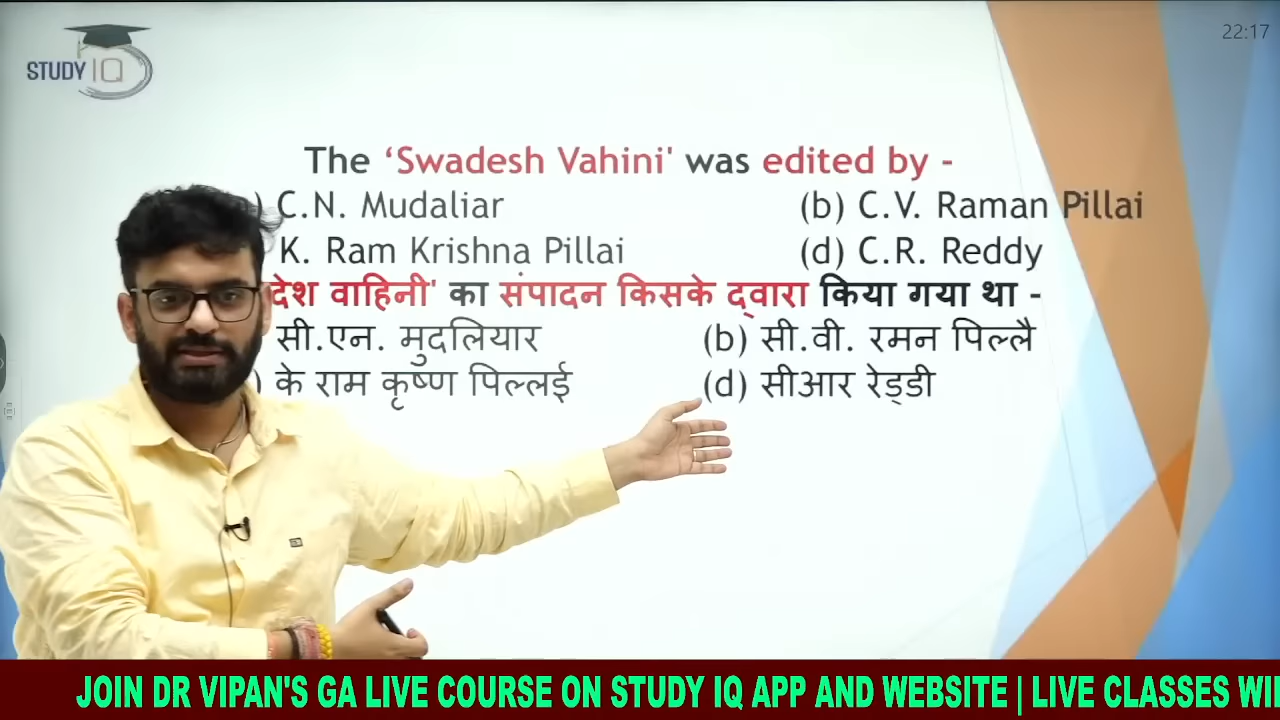 STUDY IQ
22:17
The ‘Swadesh Vahini' was edited by -
) C.N. Mudaliar (b) C.V. Raman Pillai
K. Ram Krishna Pillai (d) C.R. Reddy
देश वाहिनी' का संपादन किसके द्वारा किया गया था -
सी.एन. मुदलियार (b) सी.वी. रमन पिल्लै
) के राम कृष्ण पिल्लई (d) सीआर रेड्डी
JOIN DR VIPAN'S GA LIVE COURSE ON STUDY IQ APP AND WEBSITE | LIVE CLASSES WI